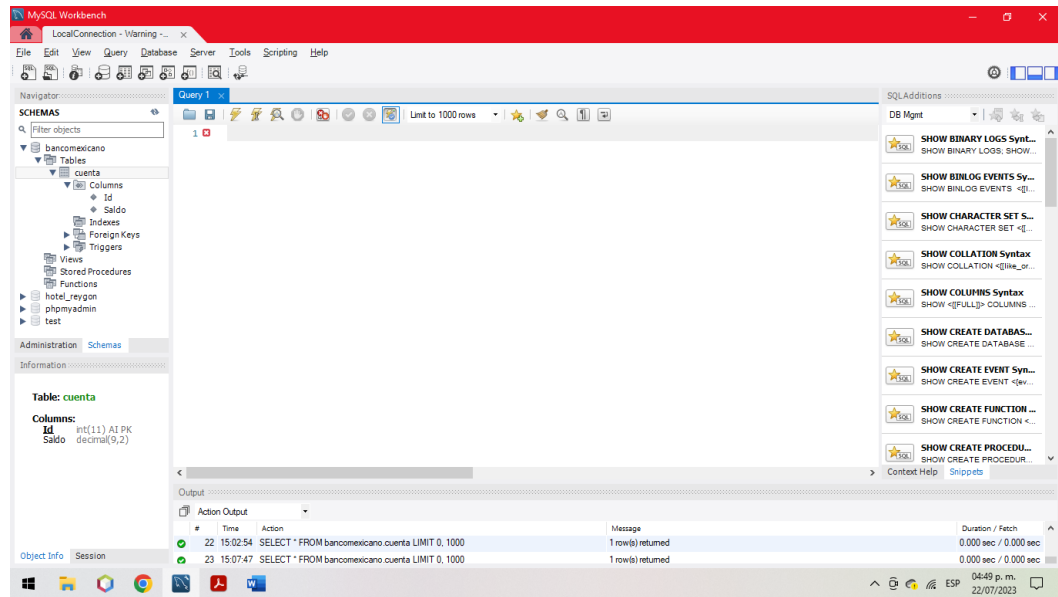 MySQL Workbench
LocalConnection - Warning -... ×
File Edit View Query Database Server Tools Scripting Help
Navigator
SCHEMAS
Filter objects
bancomexicano
Tables
cuenta
Columns
Id
Saldo
Indexes
Foreign Keys
Triggers
Views
Stored Procedures
Functions
hotel_reygon
phpmyadmin
test
Administration Schemas
Information
Table: cuenta
Columns:
Id int(11) AI PK
Saldo decimal(9,2)
Object Info Session
Query 1 ×
Limit to 1000 rows
1
SQLAdditions
DB Mgmt
SHOW BINARY LOGS Synt...
SHOW BINARY LOGS; SHOW...
SHOW BINLOG EVENTS Sy...
SHOW BINLOG EVENTS <[I...
SHOW CHARACTER SET S...
SHOW CHARACTER SET <[[...
SHOW COLLATION Syntax
SHOW COLLATION <[[like_or...
SHOW COLUMNS Syntax
SHOW <[[FULL]]> COLUMNS ...
SHOW CREATE DATABAS...
SHOW CREATE DATABASE ...
SHOW CREATE EVENT Syn...
SHOW CREATE EVENT <[ev...
SHOW CREATE FUNCTION ...
SHOW CREATE FUNCTION <...
SHOW CREATE PROCEDU...
SHOW CREATE PROCEDUR...
Context Help Snippets
Output
Action Output
# Time Action Message Duration / Fetch
22 15:02:54 SELECT * FROM bancomexicano.cuenta LIMIT 0, 1000 1 row(s) returned 0.000 sec / 0.000 sec
23 15:07:47 SELECT * FROM bancomexicano.cuenta LIMIT 0, 1000 1 row(s) returned 0.000 sec / 0.000 sec
ESP
04:49 p. m.
22/07/2023